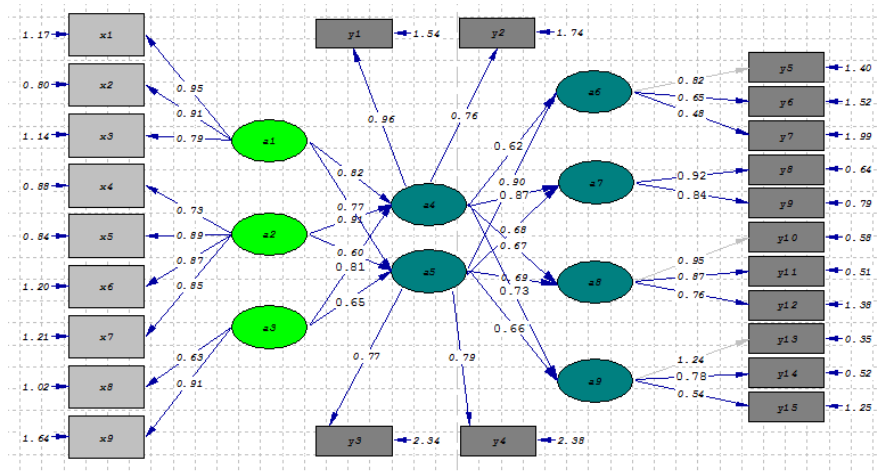 1.17 x1 y1 1.54 y2 1.74
0.80 x2 0.95 a6 0.82 y5 1.40
0.91 0.65 y6 1.52
1.14 x3 0.79 a1 0.96 0.76 0.62 0.48 y7 1.99
0.88 x4 0.82 0.90 a7 0.92 y8 0.64
0.73 0.77 a4 0.87 0.84 y9 0.79
0.84 x5 0.89 a2 0.91 0.68 y10 0.58
0.87 0.60 0.67 0.95
1.20 x6 0.85 0.81 a5 0.69 a8 0.87 y11 0.51
0.65 0.73 0.76 y12 1.38
1.21 x7 a3 0.66 y13 0.35
0.63 0.77 0.79 1.24
1.02 x8 0.91 a9 0.78 y14 0.52
0.54 y15 1.25
1.64 x9 y3 2.34 y4 2.38